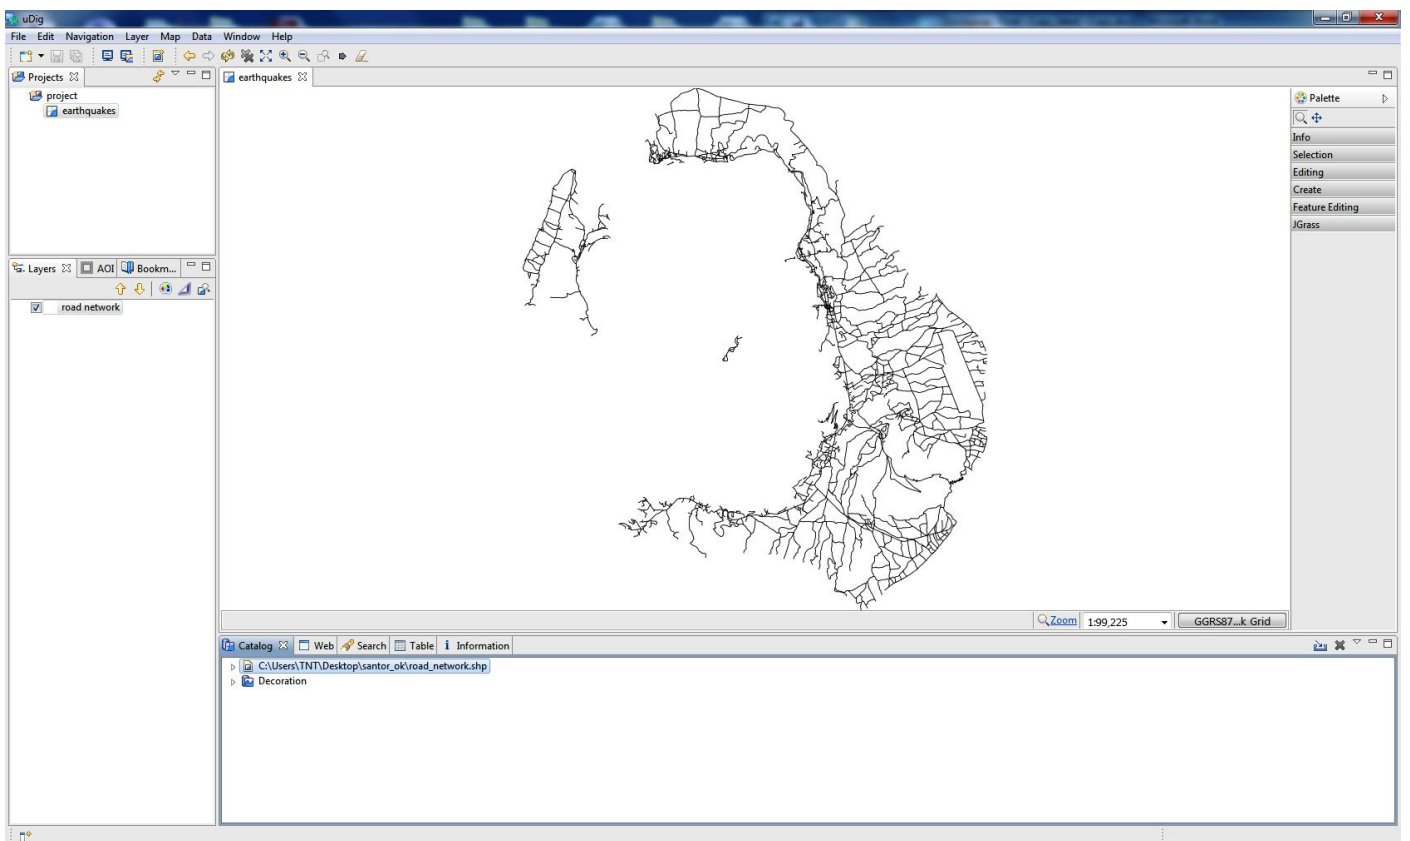 uDig
File Edit Navigation Layer Map Data Window Help
Projects
project
earthquakes
earthquakes
Palette
Info
Selection
Editing
Create
Feature Editing
JGrass
Layers AOI Bookm...
road network
Zoom 1:99,225 GGRS87...k Grid
Catalog Web Search Table Information
C:\Users\TNT\Desktop\santor_ok\road_network.shp
Decoration